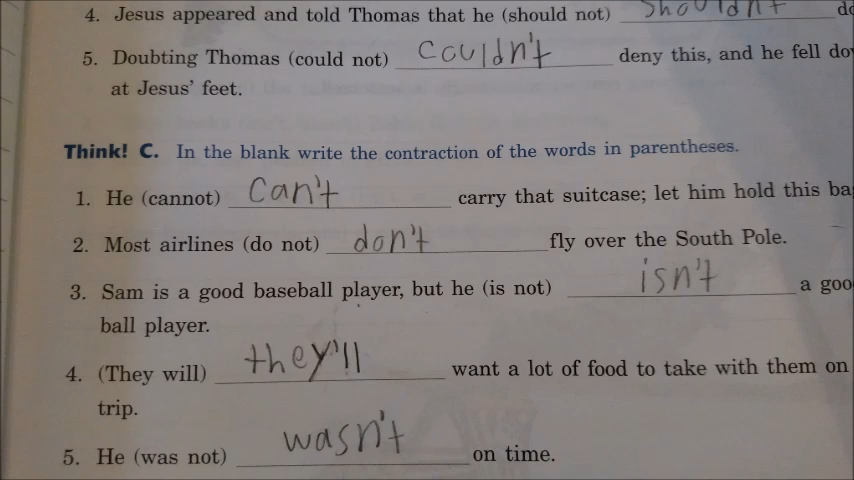 4. Jesus appeared and told Thomas that he (should not) shouldn't
5. Doubting Thomas (could not) couldn't deny this, and he fell
at Jesus' feet.
Think! C. In the blank write the contraction of the words in parentheses.
1. He (cannot) can't carry that suitcase; let him hold this
2. Most airlines (do not) don't fly over the South Pole.
3. Sam is a good baseball player, but he (is not) isn't a
ball player.
4. (They will) they'll want a lot of food to take with them on
trip.
5. He (was not) wasn't on time.